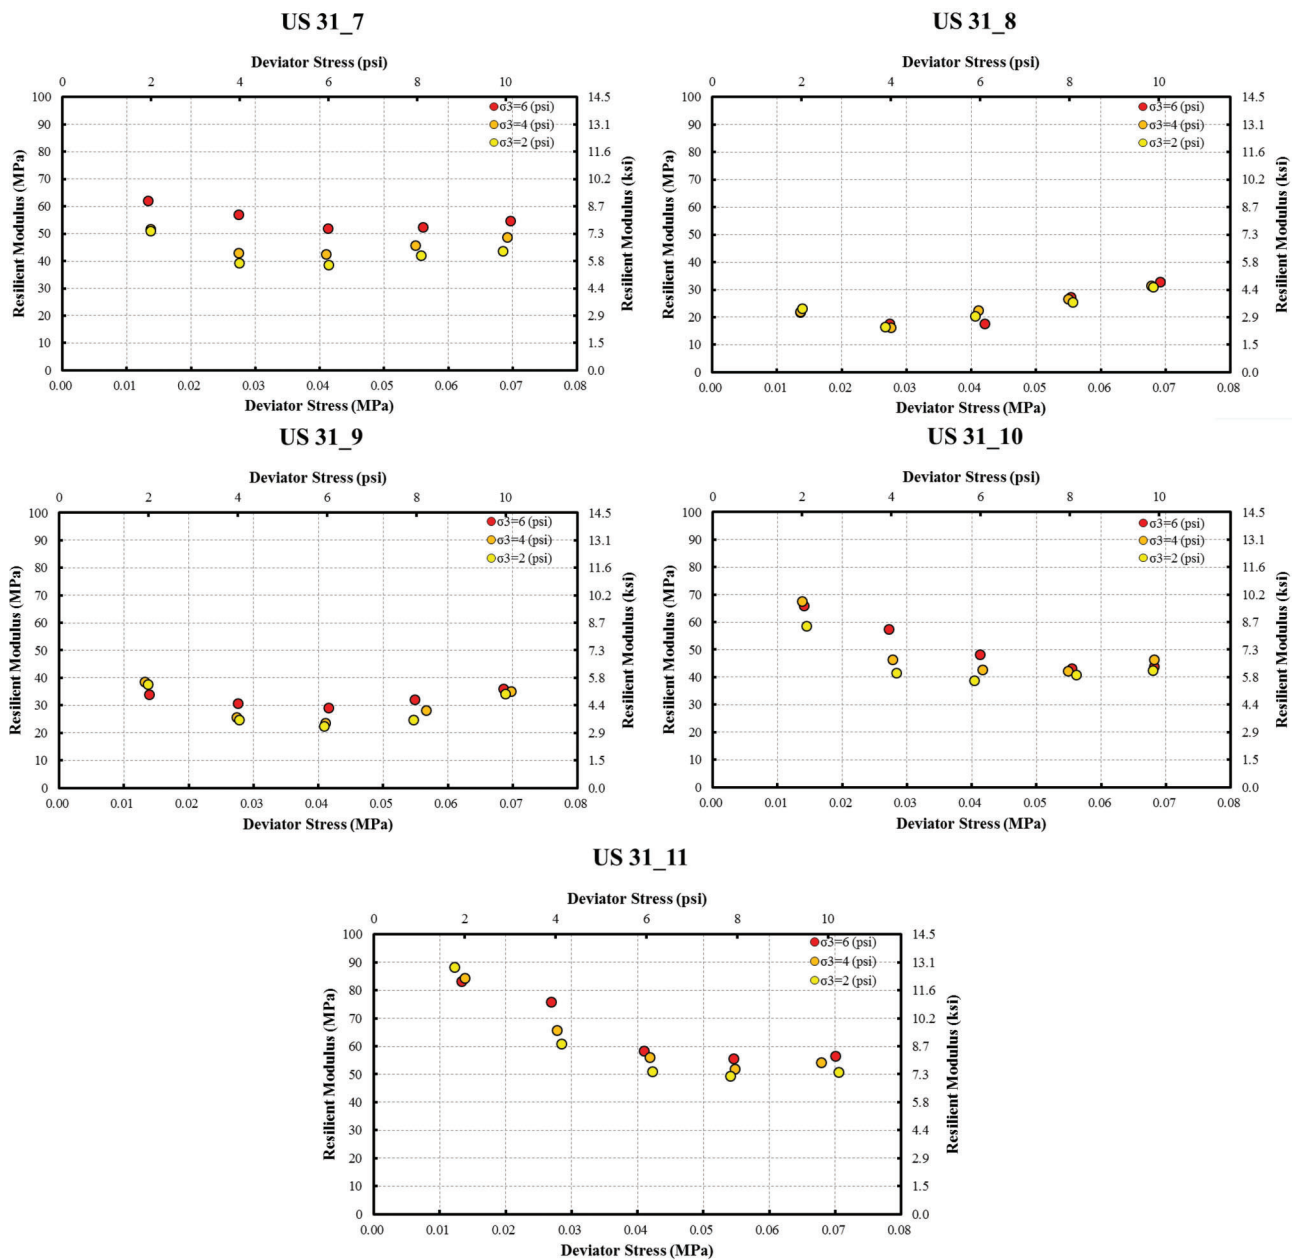 US 31_7
Deviator Stress (psi)
0 2 4 6 8 10
100 90 80 70 60 50 40 30 20 10 0
Resilient Modulus (MPa)
σ3=6 (psi)
σ3=4 (psi)
σ3=2 (psi)
14.5 13.1 11.6 10.2 8.7 7.3 5.8 4.4 2.9 1.5 0.0
Resilient Modulus (ksi)
0.00 0.01 0.02 0.03 0.04 0.05 0.06 0.07 0.08
Deviator Stress (MPa)
US 31_8
Deviator Stress (psi)
0 2 4 6 8 10
100 90 80 70 60 50 40 30 20 10 0
Resilient Modulus (MPa)
σ3=6 (psi)
σ3=4 (psi)
σ3=2 (psi)
14.5 13.1 11.6 10.2 8.7 7.3 5.8 4.4 2.9 1.5 0.0
Resilient Modulus (ksi)
0.00 0.01 0.02 0.03 0.04 0.05 0.06 0.07 0.08
Deviator Stress (MPa)
US 31_9
Deviator Stress (psi)
0 2 4 6 8 10
100 90 80 70 60 50 40 30 20 10 0
Resilient Modulus (MPa)
σ3=6 (psi)
σ3=4 (psi)
σ3=2 (psi)
14.5 13.1 11.6 10.2 8.7 7.3 5.8 4.4 2.9 1.5 0.0
Resilient Modulus (ksi)
0.00 0.01 0.02 0.03 0.04 0.05 0.06 0.07 0.08
Deviator Stress (MPa)
US 31_10
Deviator Stress (psi)
0 2 4 6 8 10
100 90 80 70 60 50 40 30 20 10 0
Resilient Modulus (MPa)
σ3=6 (psi)
σ3=4 (psi)
σ3=2 (psi)
14.5 13.1 11.6 10.2 8.7 7.3 5.8 4.4 2.9 1.5 0.0
Resilient Modulus (ksi)
0.00 0.01 0.02 0.03 0.04 0.05 0.06 0.07 0.08
Deviator Stress (MPa)
US 31_11
Deviator Stress (psi)
0 2 4 6 8 10
100 90 80 70 60 50 40 30 20 10 0
Resilient Modulus (MPa)
σ3=6 (psi)
σ3=4 (psi)
σ3=2 (psi)
14.5 13.1 11.6 10.2 8.7 7.3 5.8 4.4 2.9 1.5 0.0
Resilient Modulus (ksi)
0.00 0.01 0.02 0.03 0.04 0.05 0.06 0.07 0.08
Deviator Stress (MPa)